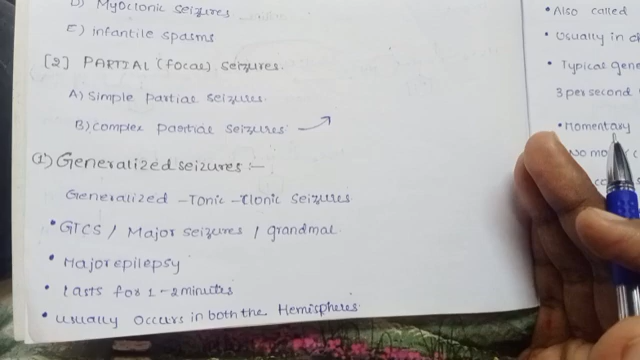 D) Myoclonic seizures
E) infantile spasms
[2] PARTIAL (focal) seizures.
A) simple partial seizures.
B) complex partial seizures
(1) Generalized seizures :-
Generalized - Tonic - Clonic seizures
• GTCS / Major seizures / grandmal.
• Major epilepsy
• Lasts for 1-2 minutes
• usually occurs in both the Hemispheres.
• Also called
• usually in
• Typical
3 per second
• Momentary